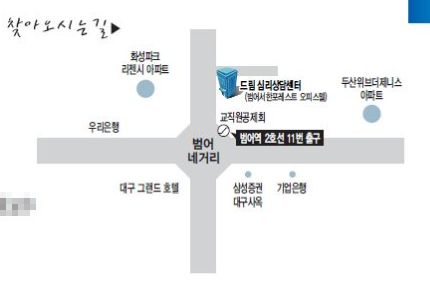 찾아오시는길▶
화성파크
리젠시 아파트
드림 심리상담센터
(범어서한포레스트 오피스텔)
두산위브더제니스
아파트
교직원공제회
우리은행
범어역 2호선 11번 출구
범어
네거리
대구 그랜드 호텔
삼성증권
대구사옥
기업은행